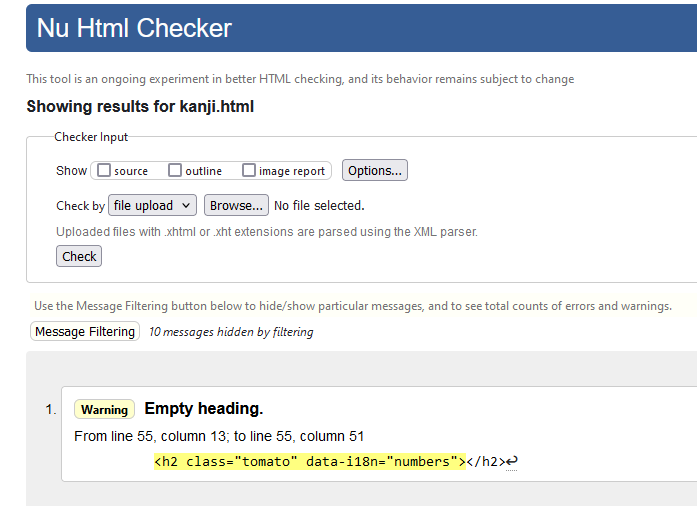 Nu Html Checker
This tool is an ongoing experiment in better HTML checking, and its behavior remains subject to change
Showing results for kanji.html
Checker Input
Show source outline image report Options...
Check by file upload Browse... No file selected.
Uploaded files with .xhtml or .xht extensions are parsed using the XML parser.
Check
Use the Message Filtering button below to hide/show particular messages, and to see total counts of errors and warnings.
Message Filtering 10 messages hidden by filtering
1. Warning Empty heading.
From line 55, column 13; to line 55, column 51
<h2 class="tomato" data-i18n="numbers"></h2>↩